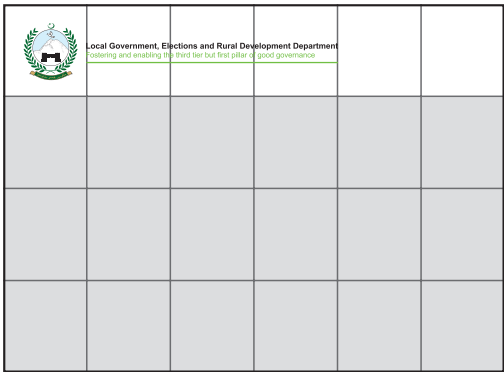 Local Government, Elections and Rural Development Department
Fostering and enabling the third tier but first pillar of good governance